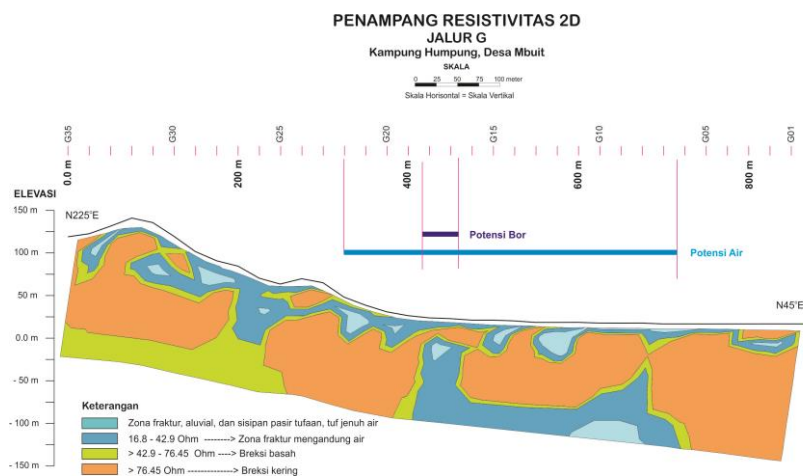 PENAMPANG RESISTIVITAS 2D
JALUR G
Kampung Humpung, Desa Mbuit
SKALA
0 25 50 75 100 meter
Skala Horisontal = Skala Vertikal
G35 G30 G25 G20 G15 G10 G05 G01
0.0 m 200 m 400 m 600 m 800 m
ELEVASI
150 m
N225°E
Potensi Bor
100 m
Potensi Air
50 m
N45°E
0.0 m
- 50 m
- 100 m
- 150 m
Keterangan
Zona fraktur, aluvial, dan sisipan pasir tufaan, tuf jenuh air
16.8 - 42.9 Ohm --------> Zona fraktur mengandung air
> 42.9 - 76.45 Ohm ---> Breksi basah
> 76.45 Ohm --------------> Breksi kering